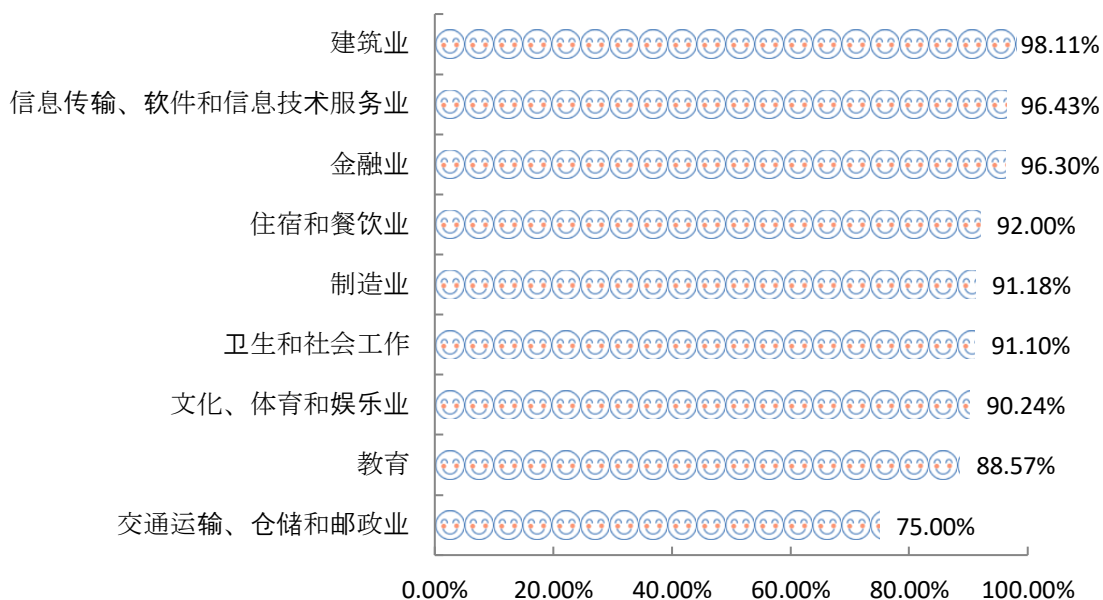 建筑业 98.11%
信息传输、软件和信息技术服务业 96.43%
金融业 96.30%
住宿和餐饮业 92.00%
制造业 91.18%
卫生和社会工作 91.10%
文化、体育和娱乐业 90.24%
教育 88.57%
交通运输、仓储和邮政业 75.00%
0.00% 20.00% 40.00% 60.00% 80.00% 100.00%